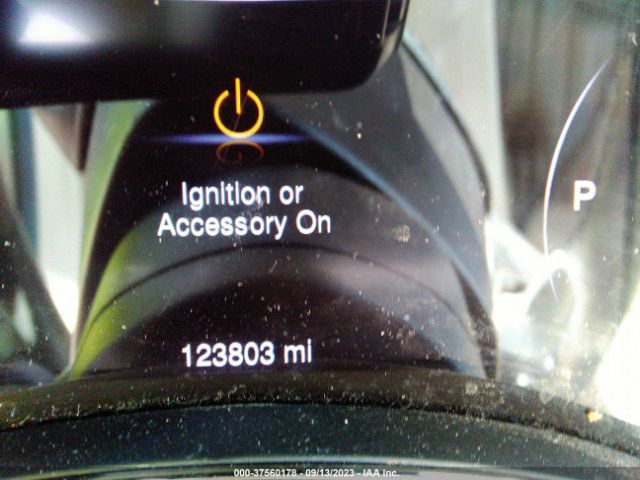 Ignition or
Accessory On
P
123803 mi
000-37560178 - 09/13/2023 - IAA Inc.